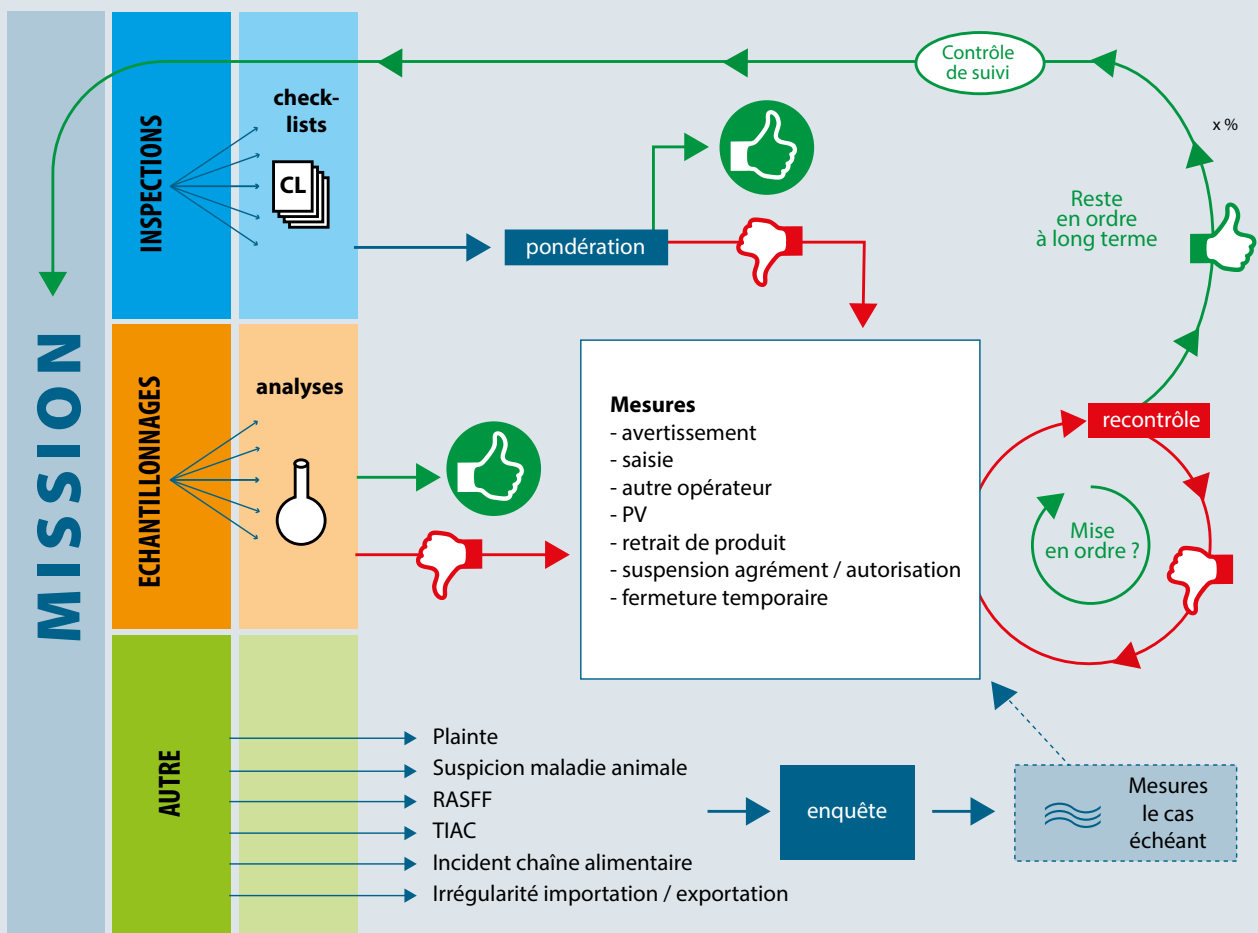 MISSION
INSPECTIONS
check-
lists
CL
pondération
Contrôle
de suivi
x %
Reste
en ordre
à long terme
ECHANTILLONNAGES
analyses
Mesures
- avertissement
- saisie
- autre opérateur
- PV
- retrait de produit
- suspension agrément / autorisation
- fermeture temporaire
recontrôle
Mise
en ordre ?
AUTRE
Plainte
Suspicion maladie animale
RASFF
TIAC
Incident chaîne alimentaire
Irrégularité importation / exportation
enquête
Mesures
le cas
échéant